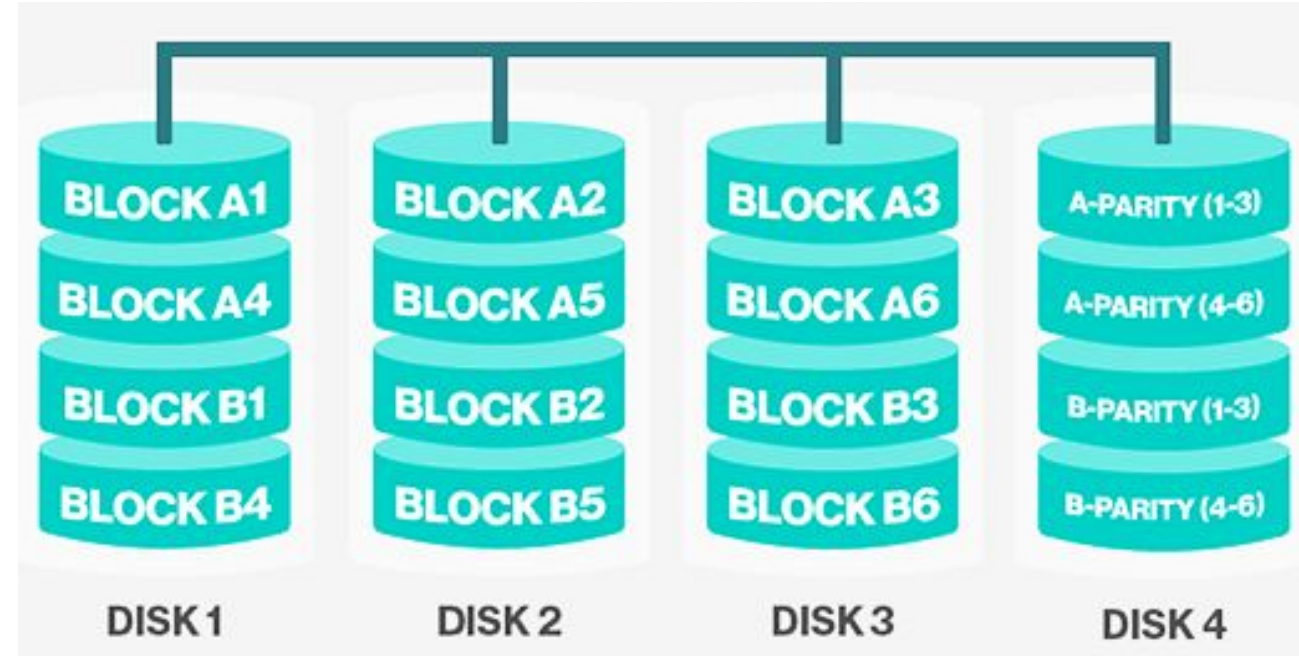 BLOCK A1 BLOCK A2 BLOCK A3 A-PARITY (1-3)
BLOCK A4 BLOCK A5 BLOCK A6 A-PARITY (4-6)
BLOCK B1 BLOCK B2 BLOCK B3 B-PARITY (1-3)
BLOCK B4 BLOCK B5 BLOCK B6 B-PARITY (4-6)
DISK 1 DISK 2 DISK 3 DISK 4